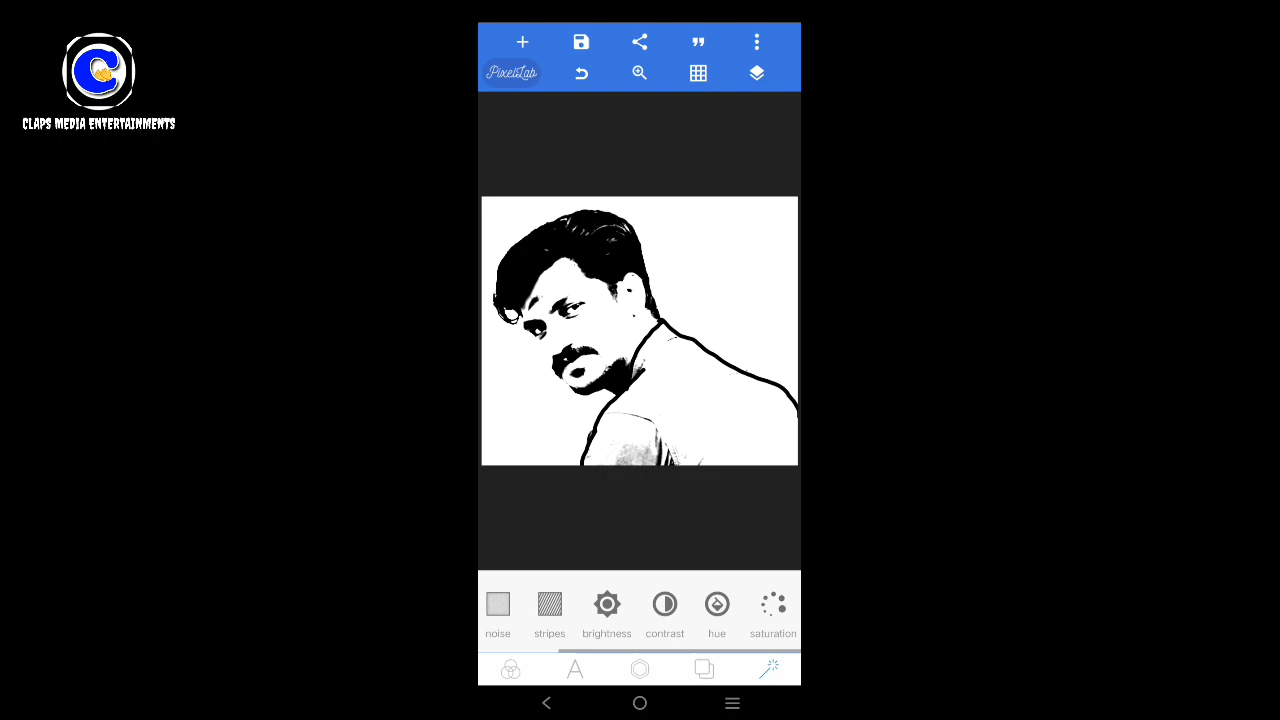 PixelLab
CLAPS MEDIA ENTERTAINMENTS
noise stripes brightness contrast hue saturation